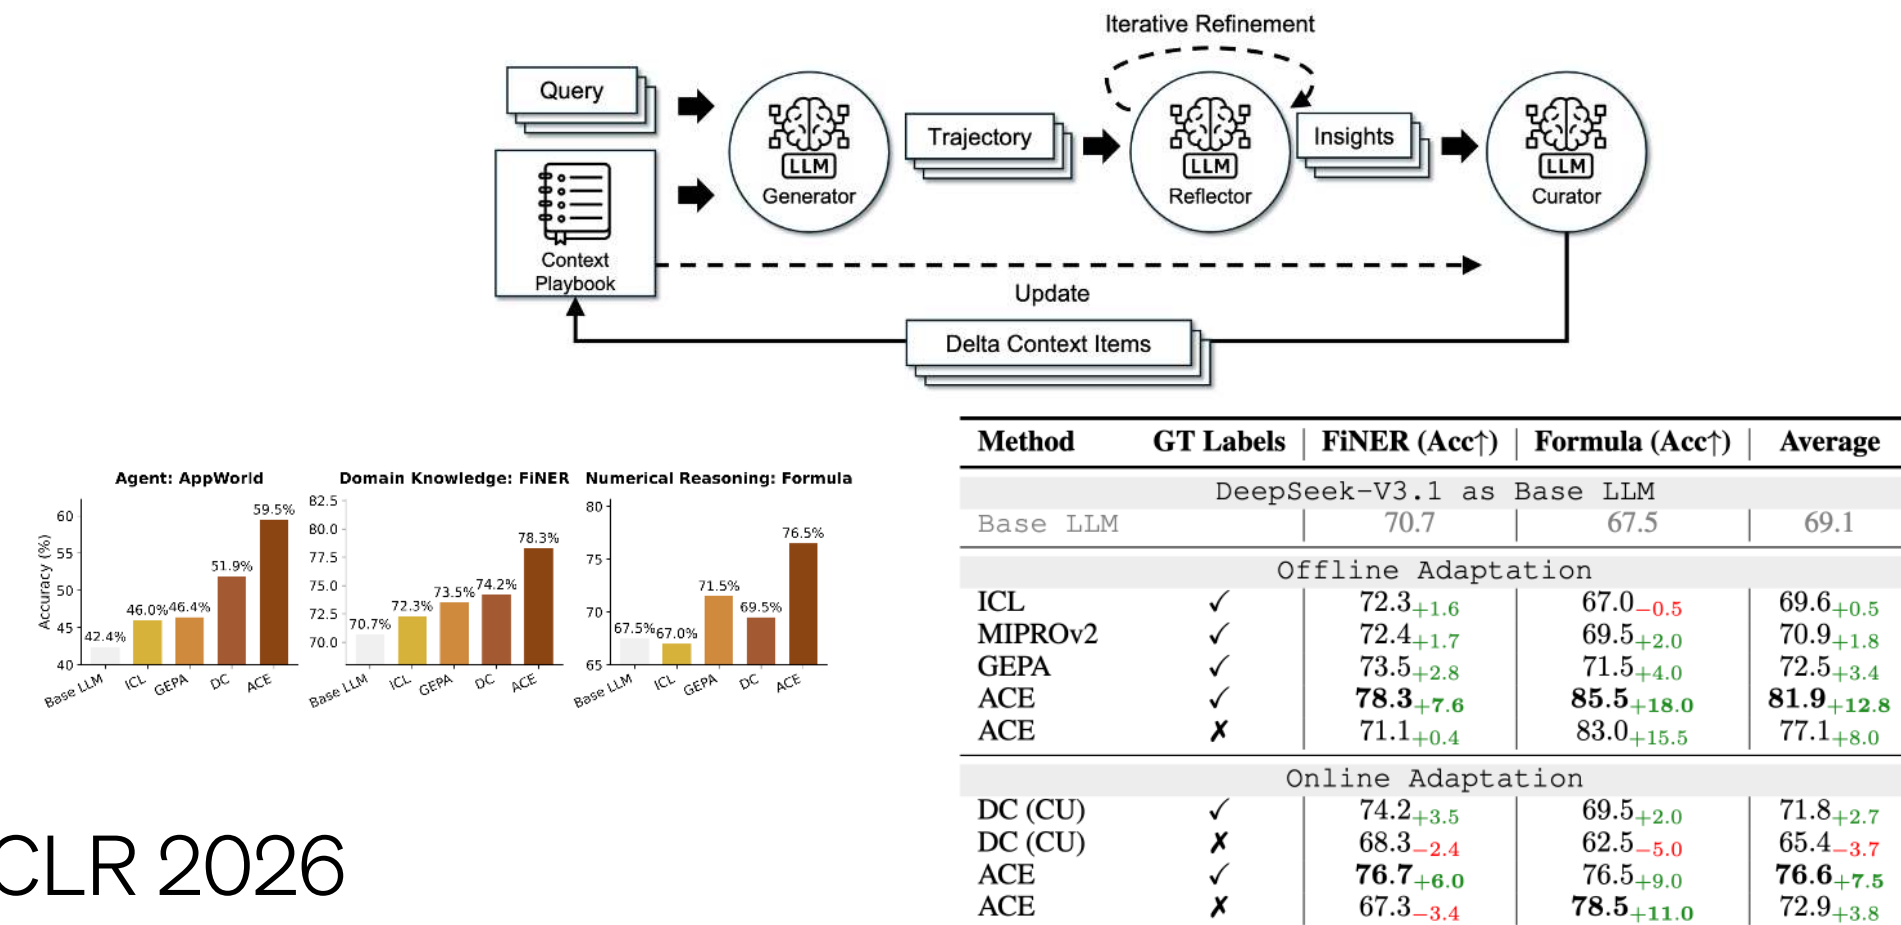 Iterative Refinement
Query
LLM
Generator
Trajectory
LLM
Reflector
Insights
LLM
Curator
Context
Playbook
Update
Delta Context Items
Agent: AppWorld
Accuracy (%)
60
55
50
45
40
42.4%
46.0%
46.4%
51.9%
59.5%
Base LLM
ICL
GEPA
DC
ACE
Domain Knowledge: FiNER
82.5
80.0
77.5
75.0
72.5
70.0
70.7%
72.3%
73.5%
74.2%
78.3%
Base LLM
ICL
GEPA
DC
ACE
Numerical Reasoning: Formula
80
75
70
65
67.5%
67.0%
71.5%
69.5%
76.5%
Base LLM
ICL
GEPA
DC
ACE
Method GT Labels FiNER (Acc↑) Formula (Acc↑) Average
DeepSeek-V3.1 as Base LLM
Base LLM 70.7 67.5 69.1
Offline Adaptation
ICL ✓ 72.3+1.6 67.0−0.5 69.6+0.5
MIPROv2 ✓ 72.4+1.7 69.5+2.0 70.9+1.8
GEPA ✓ 73.5+2.8 71.5+4.0 72.5+3.4
ACE ✓ 78.3+7.6 85.5+18.0 81.9+12.8
ACE ✗ 71.1+0.4 83.0+15.5 77.1+8.0
Online Adaptation
DC (CU) ✓ 74.2+3.5 69.5+2.0 71.8+2.7
DC (CU) ✗ 68.3−2.4 62.5−5.0 65.4−3.7
ACE ✓ 76.7+6.0 76.5+9.0 76.6+7.5
ACE ✗ 67.3−3.4 78.5+11.0 72.9+3.8
CLR 2026